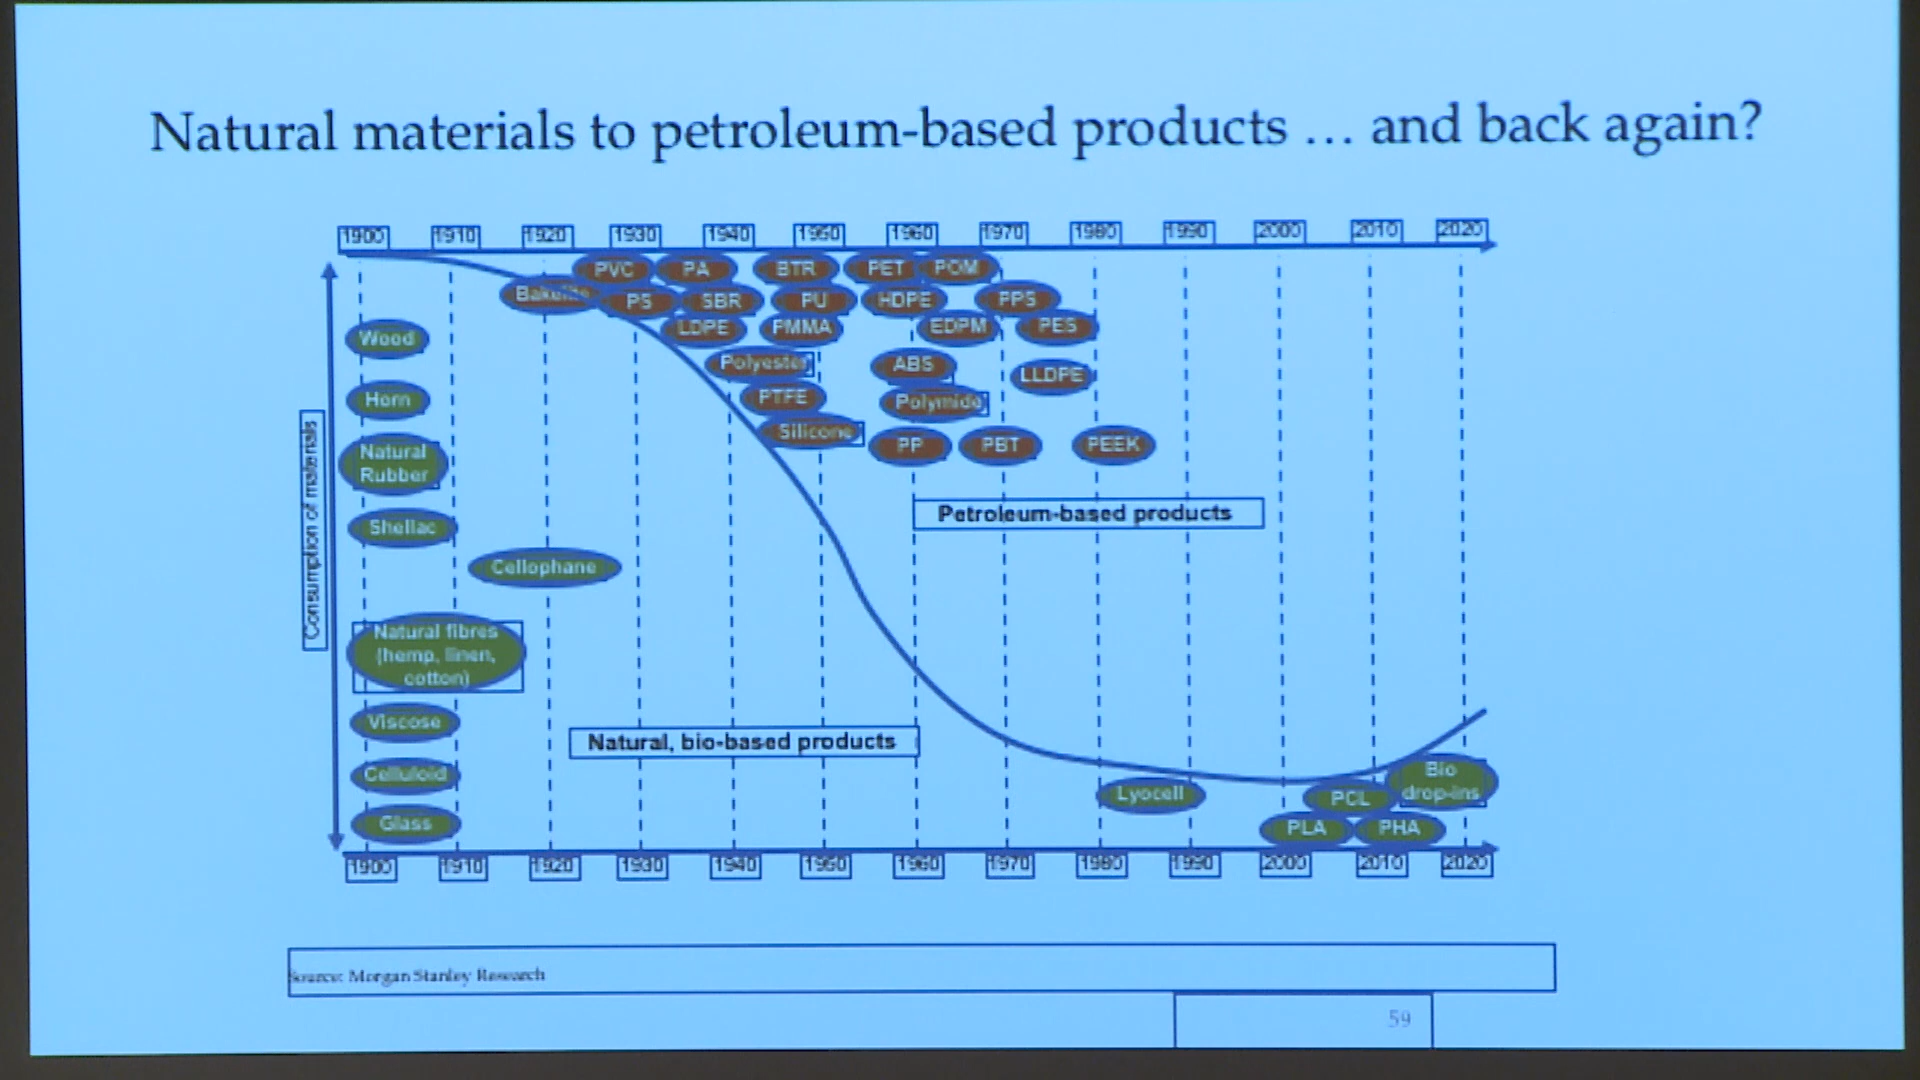 Natural materials to petroleum-based products ... and back again?
1900 1910 1920 1930 1940 1950 1960 1970 1980 1990 2000 2010 2020
PVC PA BTR PET POM
Bakelite PS SBR PU HDPE PPS
LDPE PMMA EDPM PES
Wood
Polyester ABS
LLDPE
Horn PTFE Polymide
Silicone PP PBT PEEK
Natural
Rubber
Consumption of materials
Petroleum-based products
Shellac
Cellophane
Natural fibres
(hemp, linen,
cotton)
Viscose
Natural, bio-based products
Celluloid
Lyocell PCL
Bio
drop-ins
Glass PLA PHA
1900 1910 1920 1930 1940 1950 1960 1970 1980 1990 2000 2010 2020
Source: Morgan Stanley Research
59